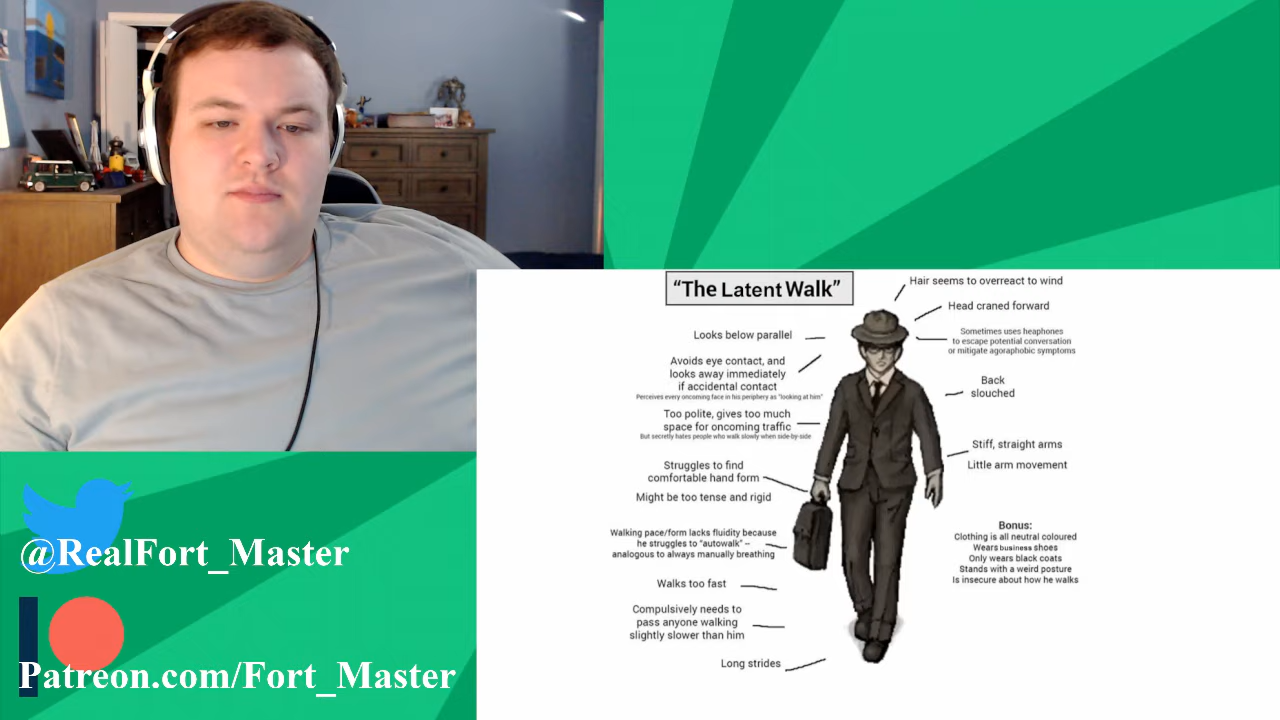 @RealFort_Master
Patreon.com/Fort_Master
"The Latent Walk"
Looks below parallel
Avoids eye contact, and
looks away immediately
if accidental contact
Perceives every oncoming face in his periphery as "looking at him"
Too polite, gives too much
space for oncoming traffic
But secretly hates people who walk slowly when side-by-side
Struggles to find
comfortable hand form
Might be too tense and rigid
Walking pace/form lacks fluidity because
he struggles to "autowalk" –
analogous to always manually breathing
Walks too fast
Compulsively needs to
pass anyone walking
slightly slower than him
Long strides
Hair seems to overreact to wind
Head craned forward
Sometimes uses heaphones
to escape potential conversation
or mitigate agoraphobic symptoms
Back
slouched
Stiff, straight arms
Little arm movement
Bonus:
Clothing is all neutral coloured
Wears business shoes
Only wears black coats
Stands with a weird posture
Is insecure about how he walks